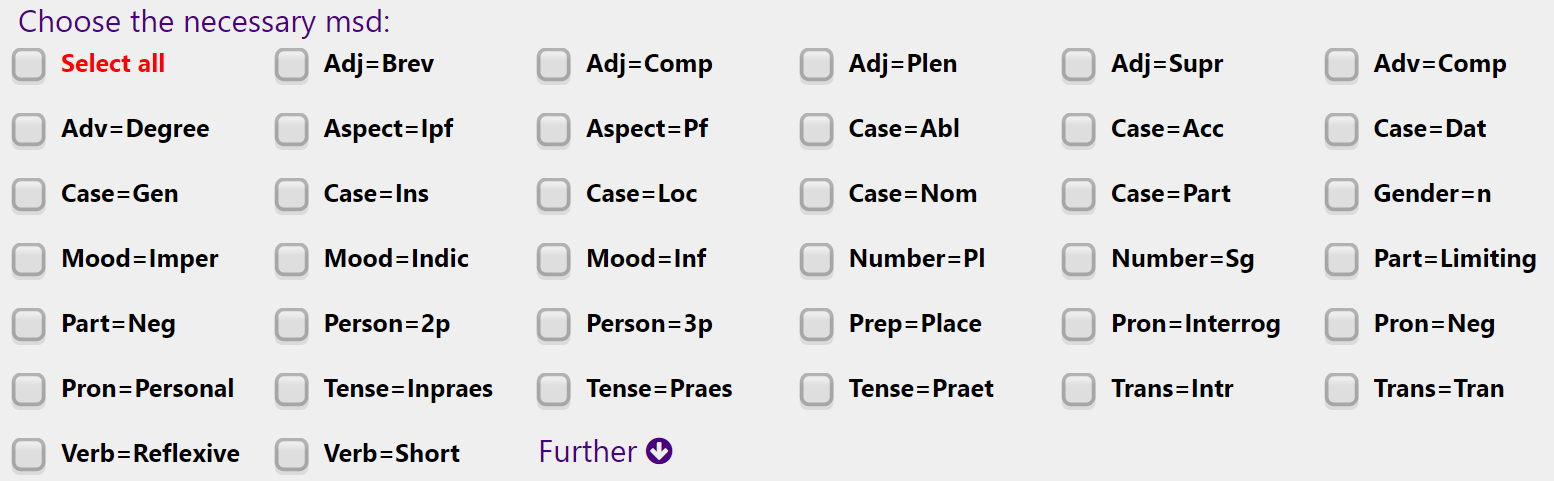 Choose the necessary msd:
Select all Adj=Brev Adj=Comp Adj=Plen Adj=Supr Adv=Comp
Adv=Degree Aspect=Ipf Aspect=Pf Case=Abl Case=Acc Case=Dat
Case=Gen Case=Ins Case=Loc Case=Nom Case=Part Gender=n
Mood=Imper Mood=Indic Mood=Inf Number=Pl Number=Sg Part=Limiting
Part=Neg Person=2p Person=3p Prep=Place Pron=Interrog Pron=Neg
Pron=Personal Tense=Inpraes Tense=Praes Tense=Praet Trans=Intr Trans=Tran
Verb=Reflexive Verb=Short Further